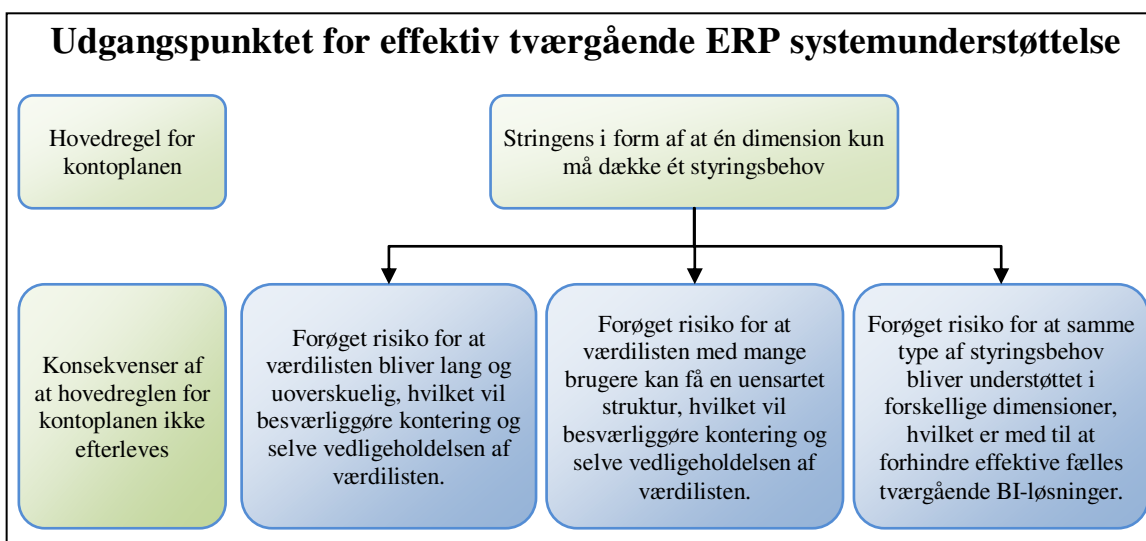 Udgangspunktet for effektiv tværgående ERP systemunderstøttelse
Hovedregel for
kontoplanen
Stringens i form af at én dimension kun
må dække ét styringsbehov
Konsekvenser af
at hovedreglen for
kontoplanen ikke
efterleves
Forøget risiko for at
værdilisten bliver lang og
uoverskuelig, hvilket vil
besværliggøre kontering og
selve vedligeholdelsen af
værdilisten.
Forøget risiko for at
værdilisten med mange
brugere kan få en uensartet
struktur, hvilket vil
besværliggøre kontering og
selve vedligeholdelsen af
værdilisten.
Forøget risiko for at samme
type af styringsbehov
bliver understøttet i
forskellige dimensioner,
hvilket er med til at
forhindre effektive fælles
tværgående BI-løsninger.